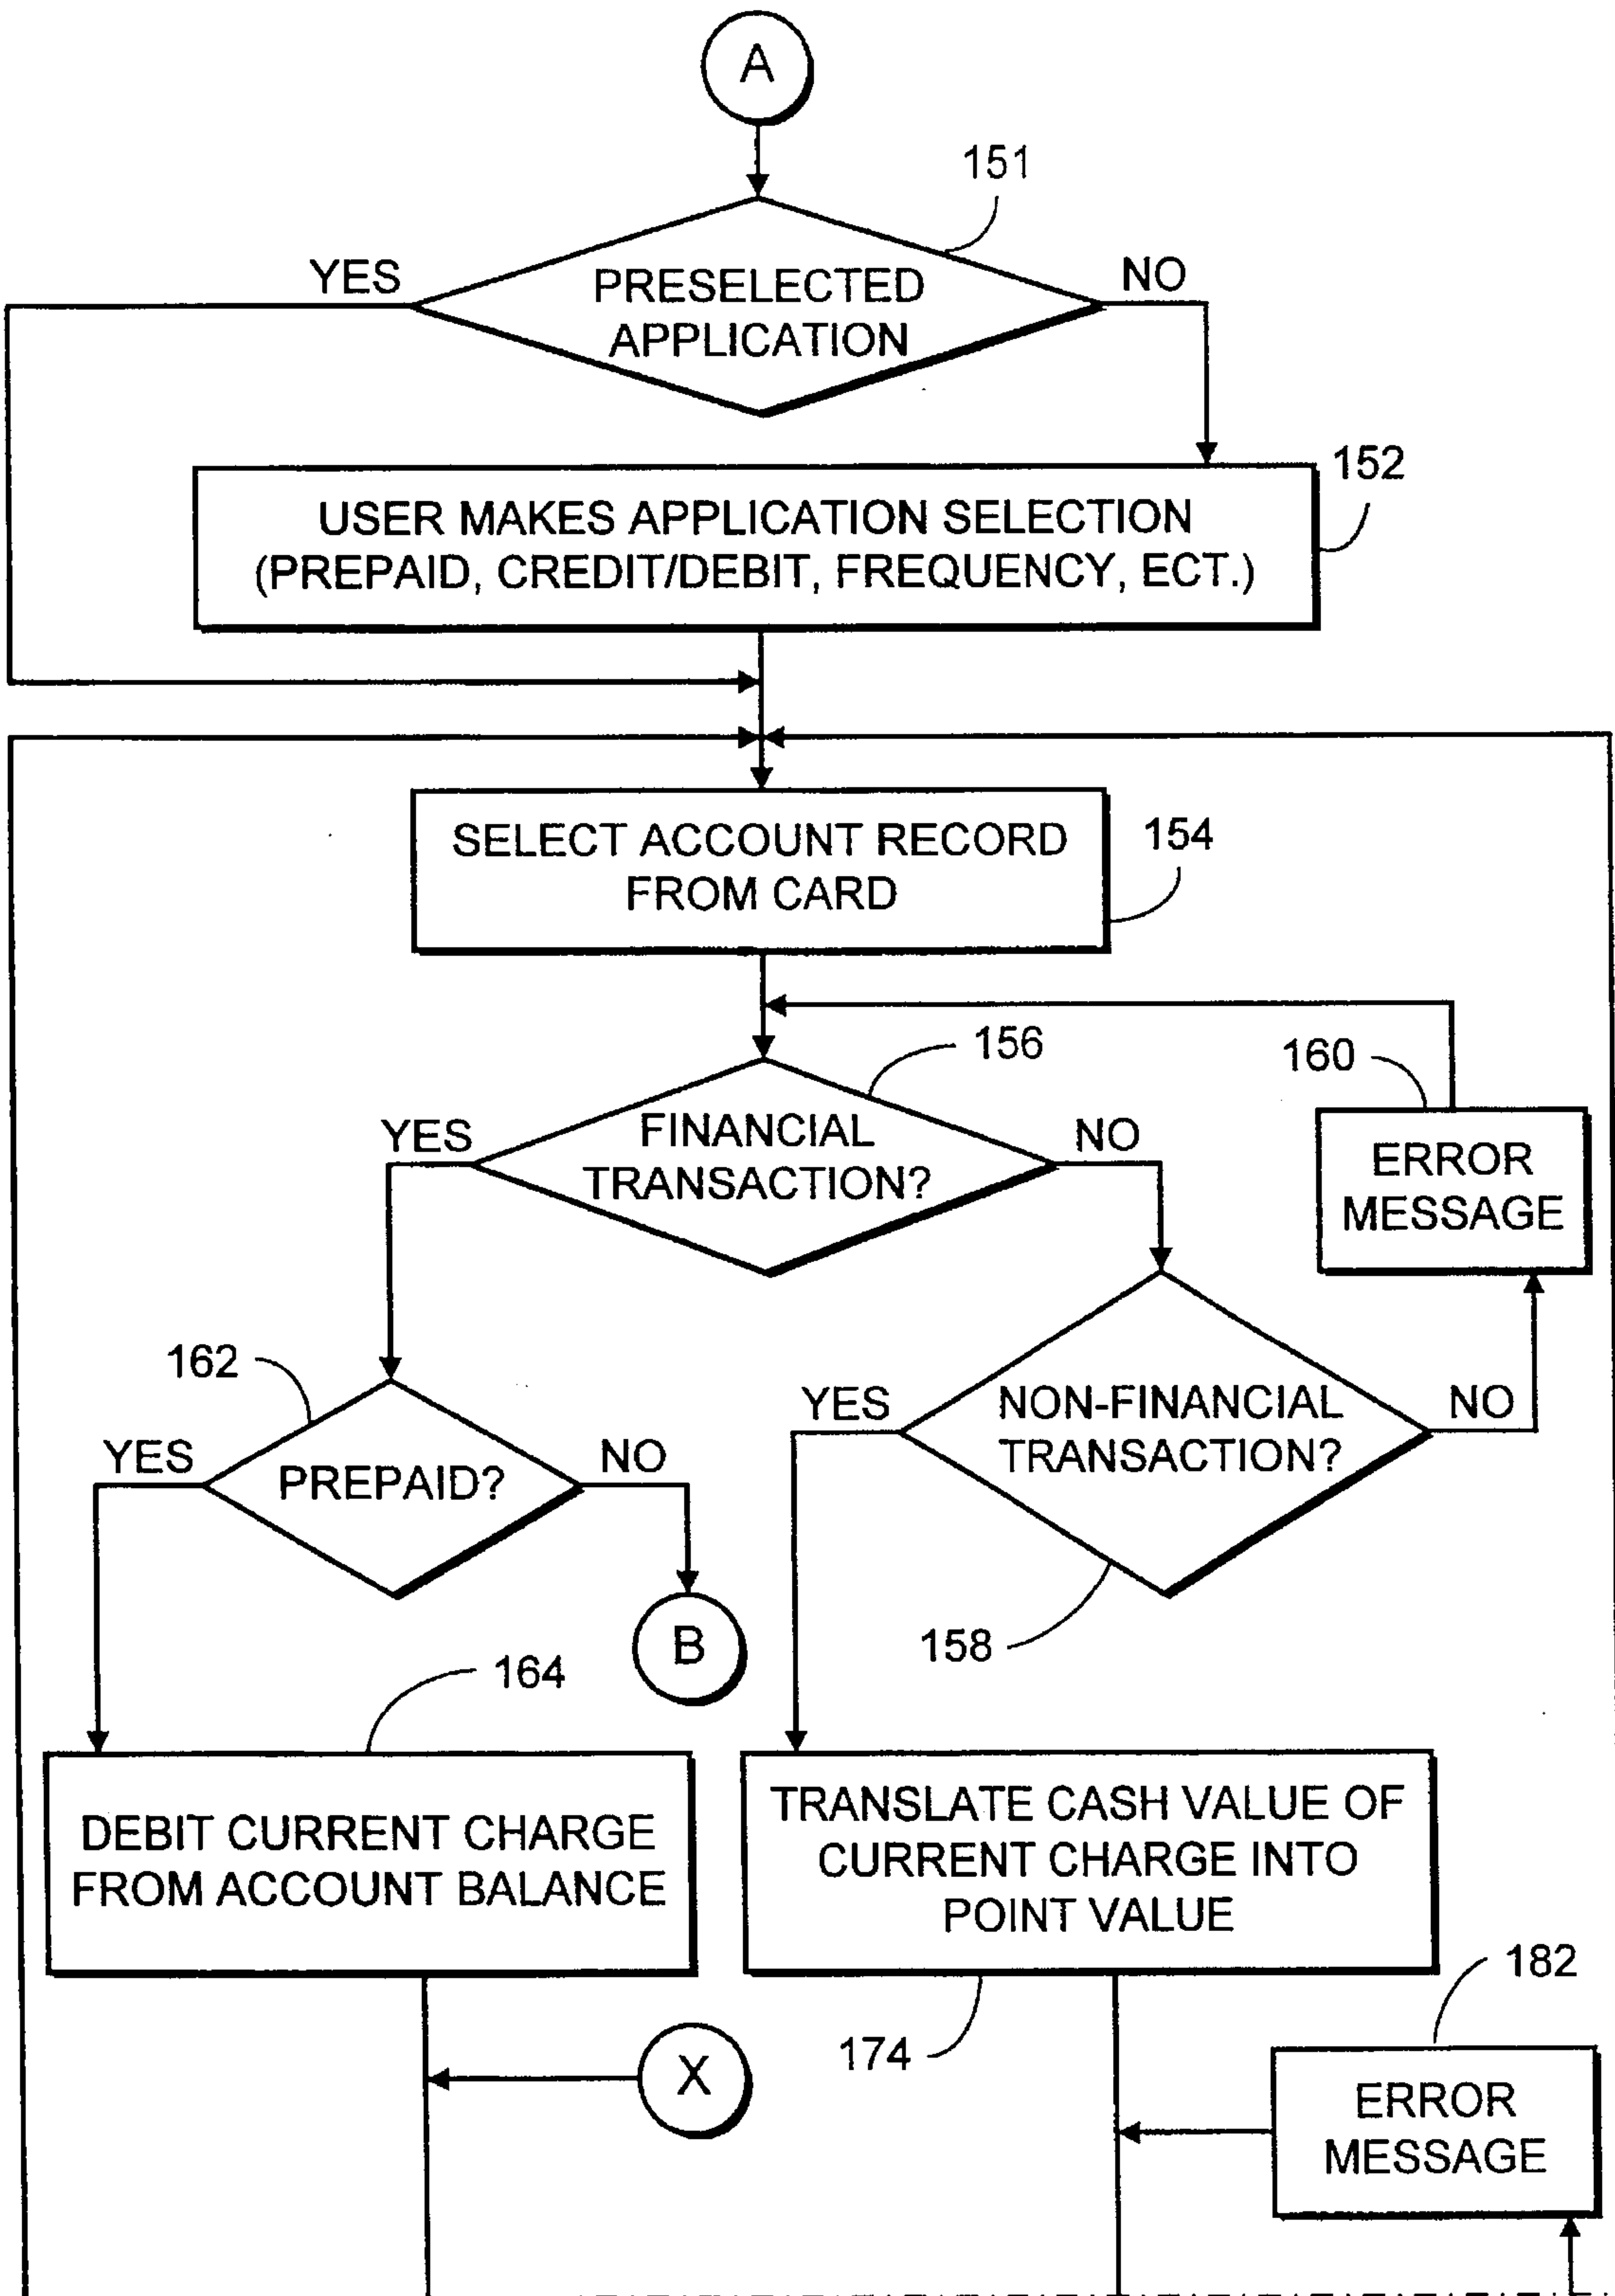 A
151
YES
PRESELECTED
APPLICATION
NO
152
USER MAKES APPLICATION SELECTION
(PREPAID, CREDIT/DEBIT, FREQUENCY, ECT.)
SELECT ACCOUNT RECORD
FROM CARD
154
156
160
YES
FINANCIAL
TRANSACTION?
NO
ERROR
MESSAGE
162
YES
PREPAID?
NO
YES
NON-FINANCIAL
TRANSACTION?
NO
B
158
164
DEBIT CURRENT CHARGE
FROM ACCOUNT BALANCE
TRANSLATE CASH VALUE OF
CURRENT CHARGE INTO
POINT VALUE
174
182
X
ERROR
MESSAGE